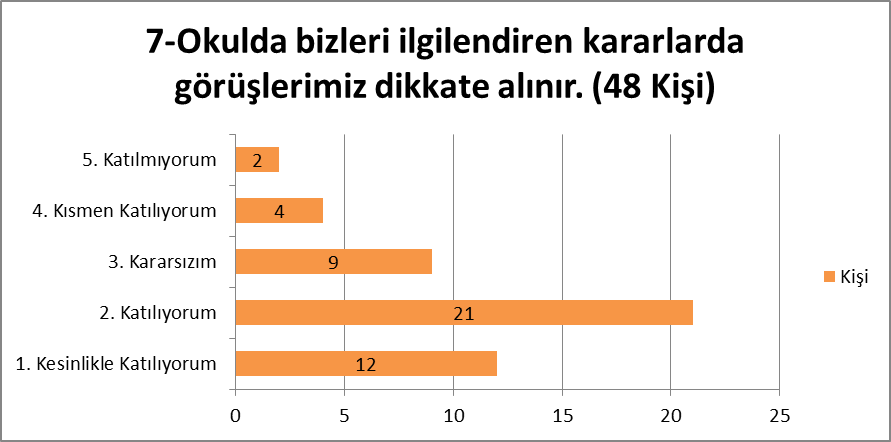 7-Okulda bizleri ilgilendiren kararlarda
görüşlerimiz dikkate alınır. (48 Kişi)
5. Katılmıyorum
2
4. Kısmen Katılıyorum
4
3. Kararsızım
9
2. Katılıyorum
21
1. Kesinlikle Katılıyorum
12
Kişi
0 5 10 15 20 25